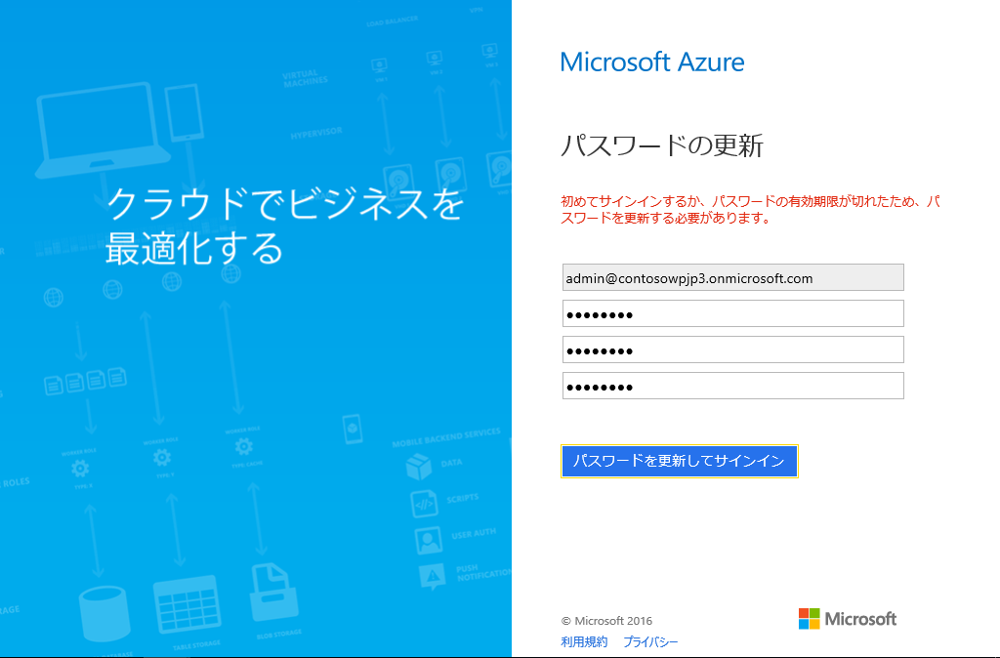 LOAD BALANCER
VPN
VIRTUAL
MACHINES
HYPERVISOR
クラウドでビジネスを
最適化する
WORKER ROLE
WORKER ROLE
WORKER ROLE
MOBILE BACKEND SERVICES
DATA
SCRIPTS
USER AUTH
PUSH
NOTIFICATION
ROLES
TABLE STORAGE
BLOB STORAGE
Microsoft Azure
パスワードの更新
初めてサインインするか、パスワードの有効期限が切れたため、パ
スワードを更新する必要があります。
admin@contosowpjp3.onmicrosoft.com
●●●●●●●●
●●●●●●●●
●●●●●●●●
パスワードを更新してサインイン
© Microsoft 2016
利用規約 プライバシー
Microsoft